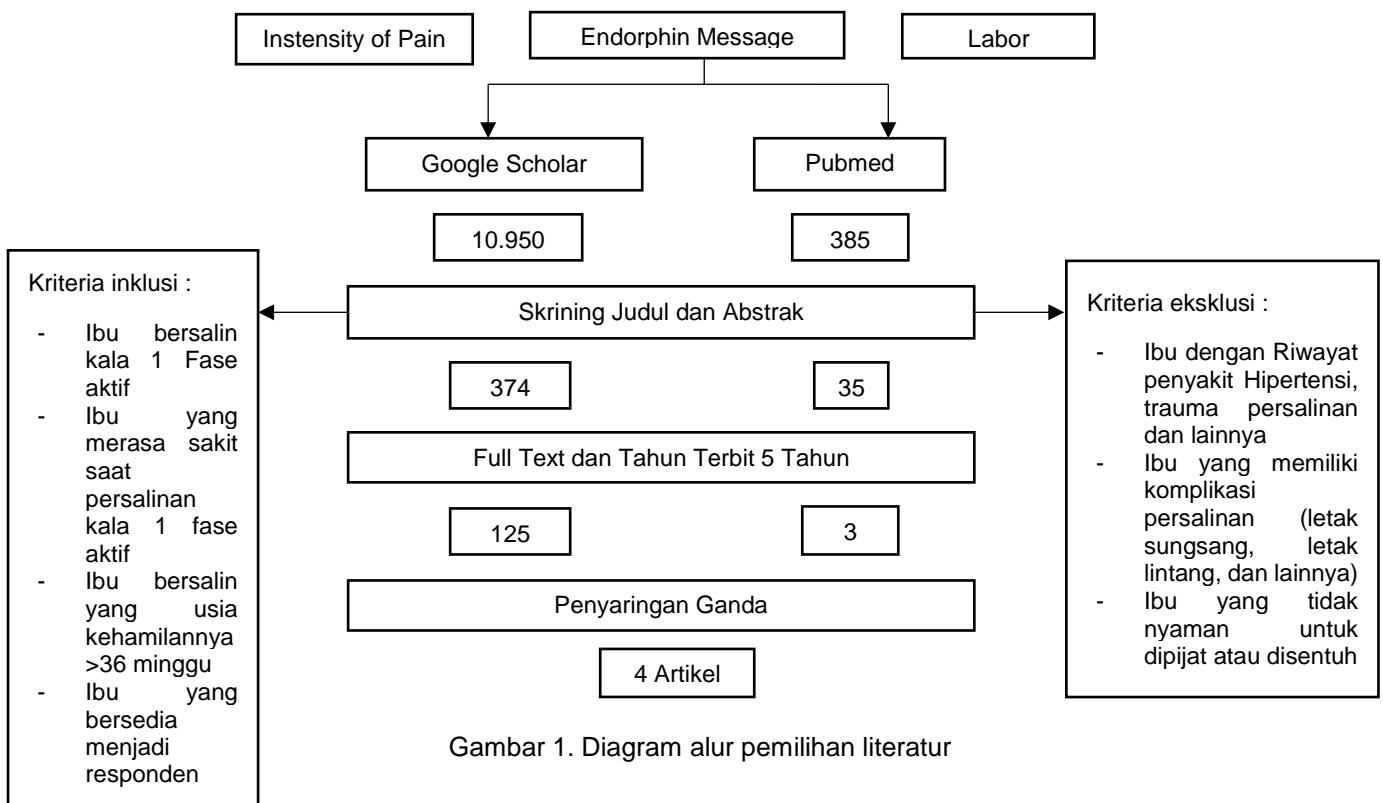 Instensity of Pain
Endorphin Message
Labor
Google Scholar
Pubmed
10.950
385
Kriteria inklusi :
- Ibu bersalin
kala 1 Fase
aktif
- Ibu yang
merasa sakit
saat
persalinan
kala 1 fase
aktif
- Ibu bersalin
yang usia
kehamilannya
>36 minggu
- Ibu yang
bersedia
menjadi
responden
Skrining Judul dan Abstrak
374
35
Full Text dan Tahun Terbit 5 Tahun
125
3
Penyaringan Ganda
4 Artikel
Kriteria eksklusi :
- Ibu dengan Riwayat
penyakit Hipertensi,
trauma persalinan
dan lainnya
- Ibu yang memiliki
komplikasi
persalinan (letak
sungsang, letak
lintang, dan lainnya)
- Ibu yang tidak
nyaman untuk
dipijat atau disentuh
Gambar 1. Diagram alur pemilihan literatur